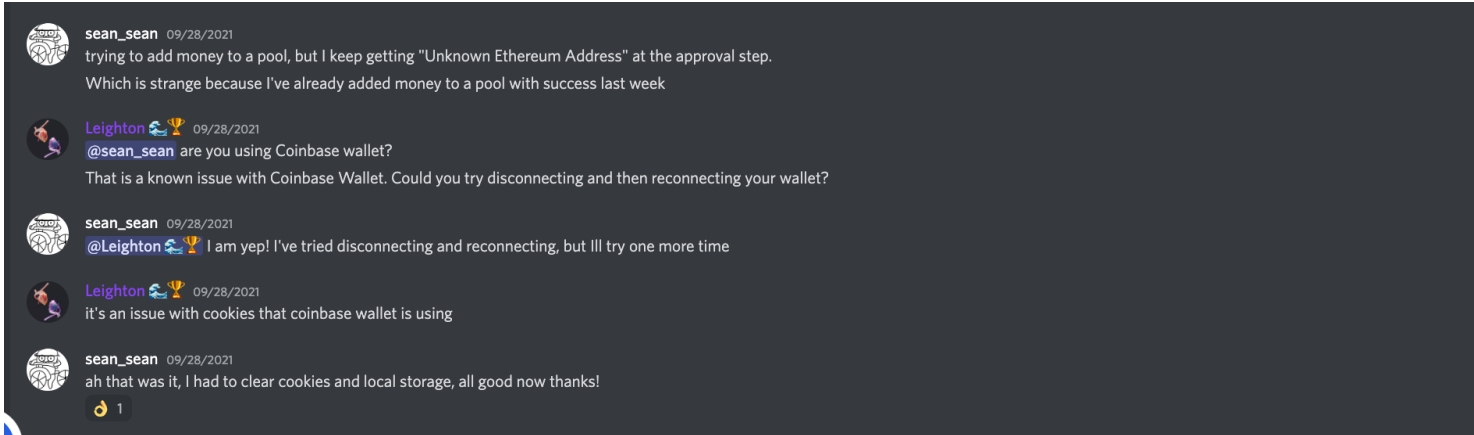 sean_sean 09/28/2021
trying to add money to a pool, but I keep getting "Unknown Ethereum Address" at the approval step.
Which is strange because I've already added money to a pool with success last week
Leighton 🌊🏆 09/28/2021
@sean_sean are you using Coinbase wallet?
That is a known issue with Coinbase Wallet. Could you try disconnecting and then reconnecting your wallet?
sean_sean 09/28/2021
@Leighton 🌊🏆 I am yep! I've tried disconnecting and reconnecting, but Ill try one more time
Leighton 🌊🏆 09/28/2021
it's an issue with cookies that coinbase wallet is using
sean_sean 09/28/2021
ah that was it, I had to clear cookies and local storage, all good now thanks!
👌 1